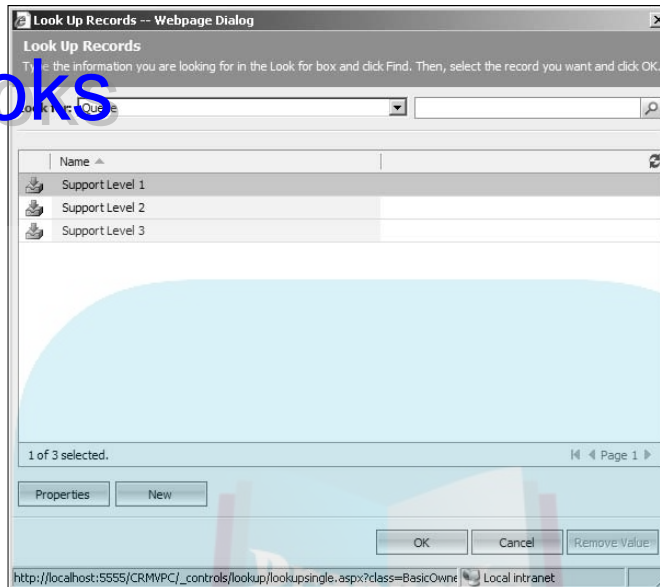 Look Up Records -- Webpage Dialog
Look Up Records
Type the information you are looking for in the Look for box and click Find. Then, select the record you want and click OK.
oks
Look for: Queue
Name
Support Level 1
Support Level 2
Support Level 3
1 of 3 selected.
Page 1
Properties
New
OK
Cancel
Remove Value
http://localhost:5555/CRMVPC/_controls/lookup/lookupsingle.aspx?class=BasicOwne
Local intranet